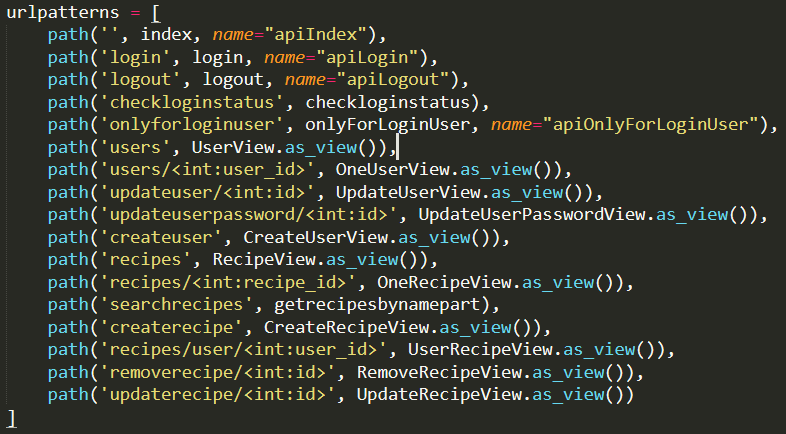 urlpatterns = [
    path('', index, name="apiIndex"),
    path('login', login, name="apiLogin"),
    path('logout', logout, name="apiLogout"),
    path('checkloginstatus', checkloginstatus),
    path('onlyforloginuser', onlyForLoginUser, name="apiOnlyForLoginUser"),
    path('users', UserView.as_view()),
    path('users/<int:user_id>', OneUserView.as_view()),
    path('updateuser/<int:id>', UpdateUserView.as_view()),
    path('updateuserpassword/<int:id>', UpdateUserPasswordView.as_view()),
    path('createuser', CreateUserView.as_view()),
    path('recipes', RecipeView.as_view()),
    path('recipes/<int:recipe_id>', OneRecipeView.as_view()),
    path('searchrecipes', getrecipesbynamepart),
    path('createrecipe', CreateRecipeView.as_view()),
    path('recipes/user/<int:user_id>', UserRecipeView.as_view()),
    path('removerecipe/<int:id>', RemoveRecipeView.as_view()),
    path('updaterecipe/<int:id>', UpdateRecipeView.as_view())
]